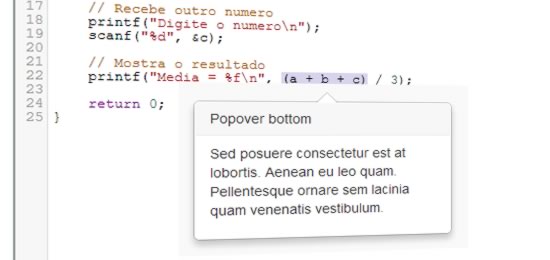 17 // Recebe outro numero
18 printf("Digite o numero\n");
19 scanf("%d", &c);
20
21 // Mostra o resultado
22 printf("Media = %f\n", (a + b + c) / 3);
23
24 return 0;
25 }
Popover bottom
Sed posuere consectetur est at
lobortis. Aenean eu leo quam.
Pellentesque ornare sem lacinia
quam venenatis vestibulum.